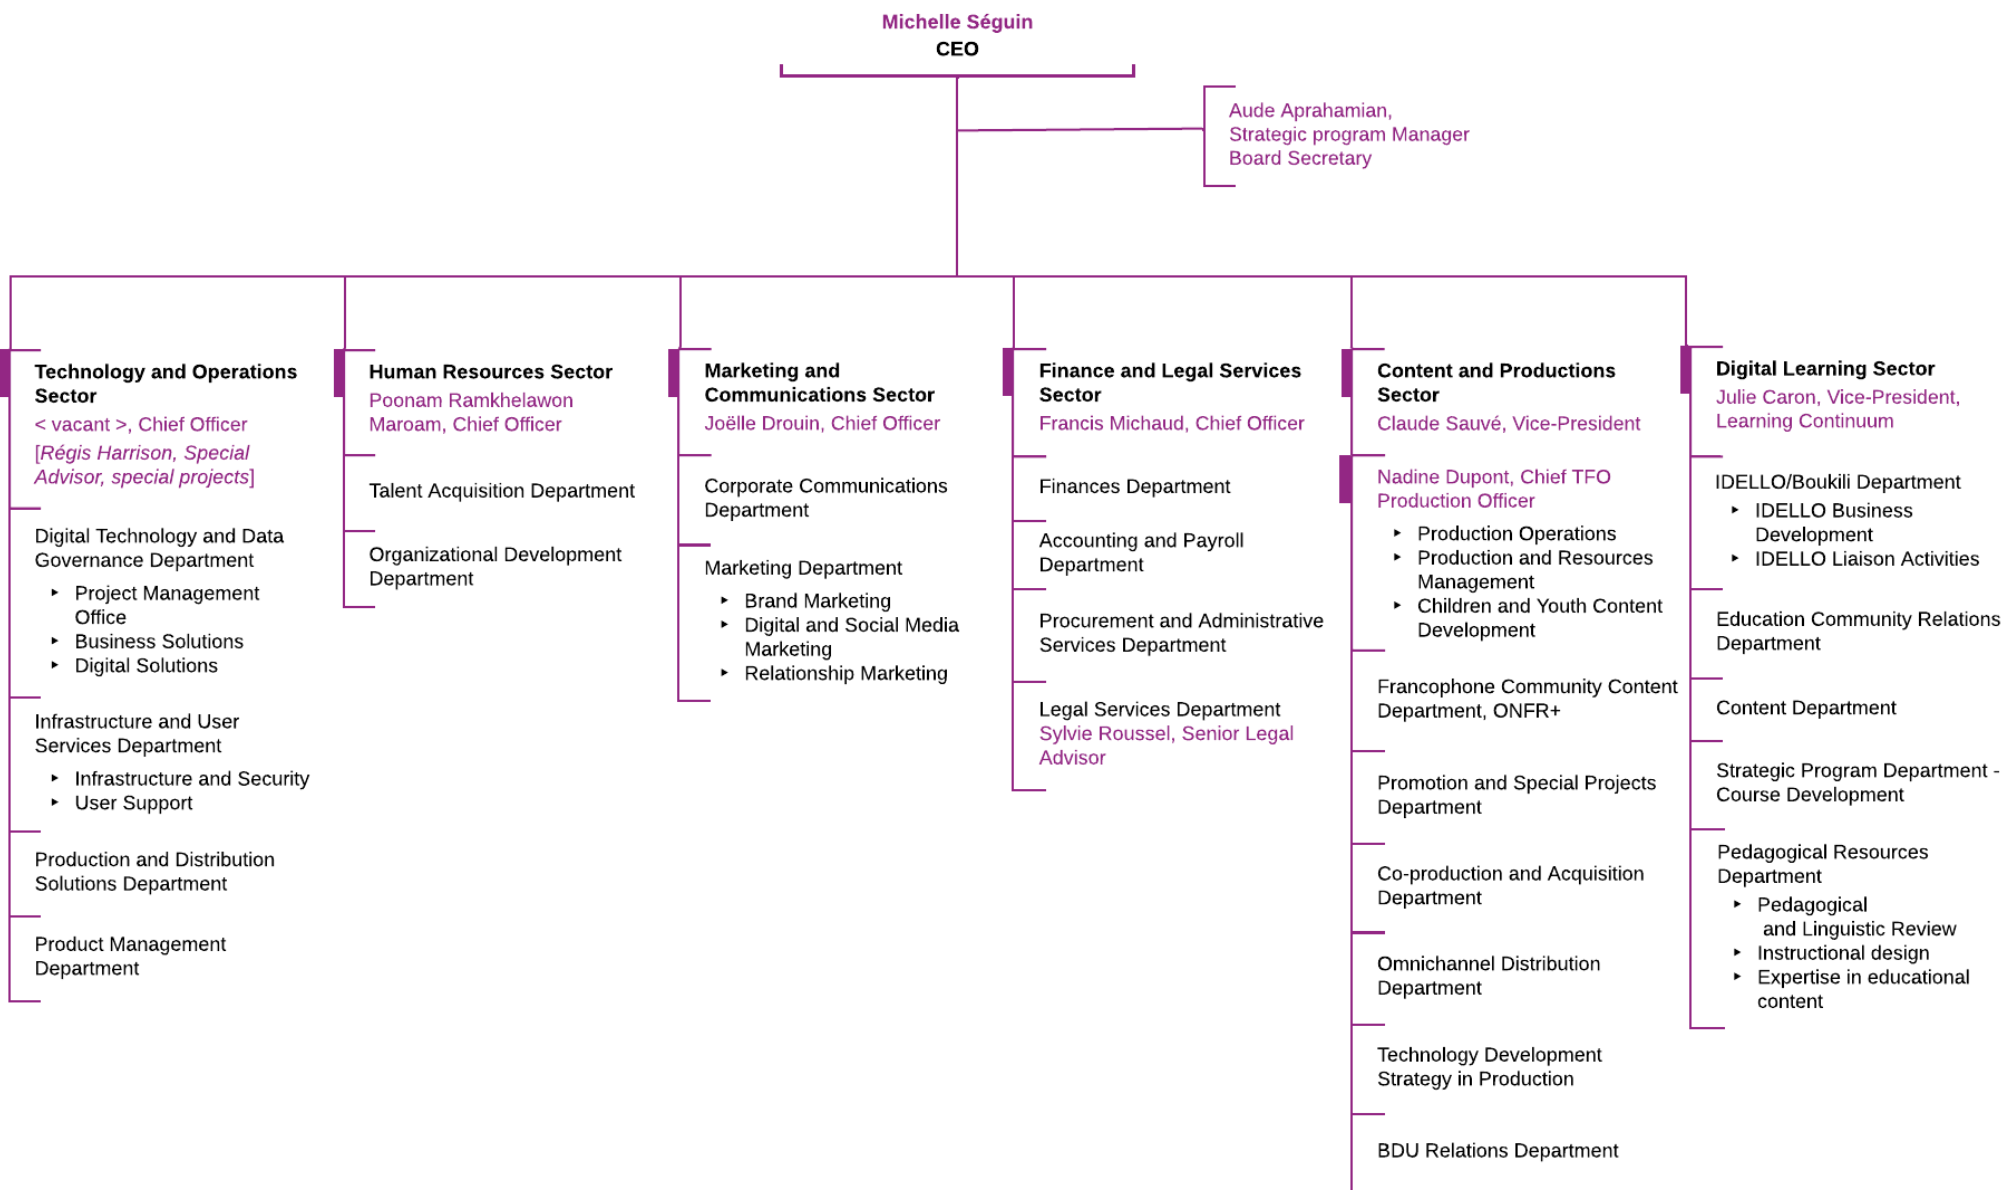 Michelle Séguin
CEO
Aude Aprahamian,
Strategic program Manager
Board Secretary
Technology and Operations
Sector
< vacant >, Chief Officer
[Régis Harrison, Special
Advisor, special projects]
Digital Technology and Data
Governance Department
‣ Project Management
Office
‣ Business Solutions
‣ Digital Solutions
Infrastructure and User
Services Department
‣ Infrastructure and Security
‣ User Support
Production and Distribution
Solutions Department
Product Management
Department
Human Resources Sector
Poonam Ramkhelawon
Maroam, Chief Officer
Talent Acquisition Department
Organizational Development
Department
Marketing and
Communications Sector
Joëlle Drouin, Chief Officer
Corporate Communications
Department
Marketing Department
‣ Brand Marketing
‣ Digital and Social Media
Marketing
‣ Relationship Marketing
Finance and Legal Services
Sector
Francis Michaud, Chief Officer
Finances Department
Accounting and Payroll
Department
Procurement and Administrative
Services Department
Legal Services Department
Sylvie Roussel, Senior Legal
Advisor
Content and Productions
Sector
Claude Sauvé, Vice-President
Nadine Dupont, Chief TFO
Production Officer
‣ Production Operations
‣ Production and Resources
Management
‣ Children and Youth Content
Development
Francophone Community Content
Department, ONFR+
Promotion and Special Projects
Department
Co-production and Acquisition
Department
Omnichannel Distribution
Department
Technology Development
Strategy in Production
BDU Relations Department
Digital Learning Sector
Julie Caron, Vice-President,
Learning Continuum
IDELLO/Boukili Department
‣ IDELLO Business
Development
‣ IDELLO Liaison Activities
Education Community Relations
Department
Content Department
Strategic Program Department -
Course Development
Pedagogical Resources
Department
‣ Pedagogical
and Linguistic Review
‣ Instructional design
‣ Expertise in educational
content